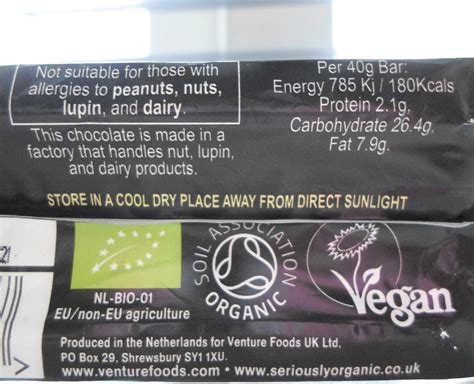 Not suitable for those with
allergies to peanuts, nuts,
lupin, and dairy.
This chocolate is made in a
factory that handles nut, lupin,
and dairy products.
Per 40g Bar:
Energy 785 Kj / 180Kcals
Protein 2.1g,
Carbohydrate 26.4g.
Fat 7.9g.
STORE IN A COOL DRY PLACE AWAY FROM DIRECT SUNLIGHT
NL-BIO-01
EU/non-EU agriculture
SOIL ASSOCIATION
ORGANIC
Vegan
Produced in the Netherlands for Venture Foods UK Ltd,
PO Box 29, Shrewsbury SY1 1XU.
www.venturefoods.com • www.seriouslyorganic.co.uk